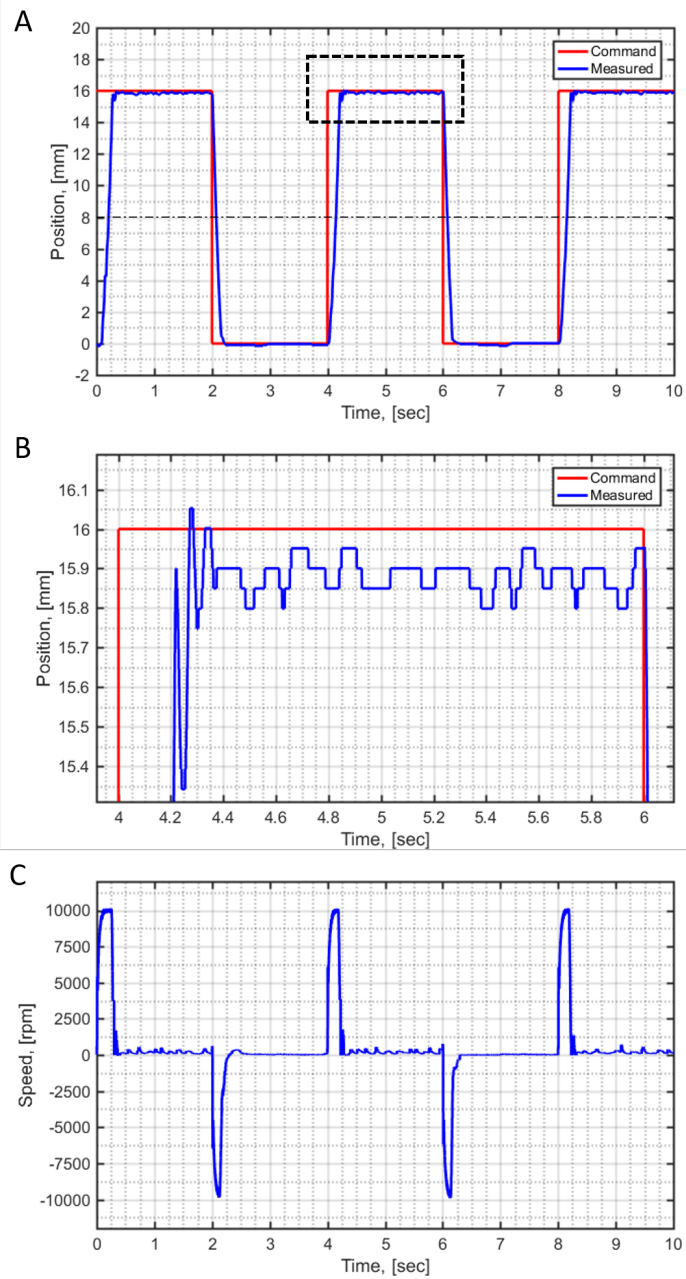 A
20
18
16
14
12
10
8
6
4
2
0
-2
Position, [mm]
Command
Measured
0 1 2 3 4 5 6 7 8 9 10
Time, [sec]
B
16.1
16
15.9
15.8
15.7
15.6
15.5
15.4
Position, [mm]
Command
Measured
4 4.2 4.4 4.6 4.8 5 5.2 5.4 5.6 5.8 6
Time, [sec]
C
10000
7500
5000
2500
0
-2500
-5000
-7500
-10000
Speed, [rpm]
0 1 2 3 4 5 6 7 8 9 10
Time, [sec]